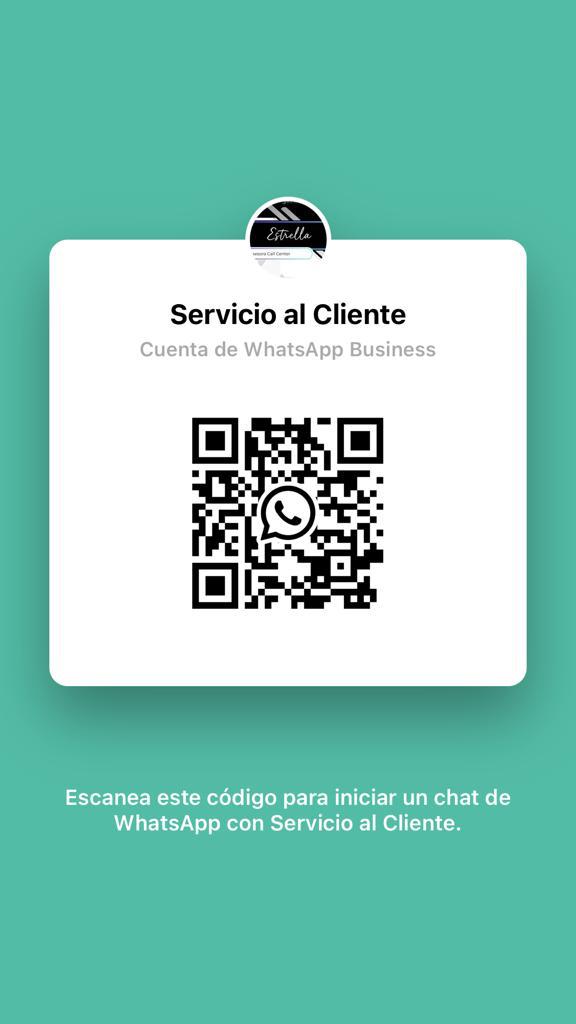 Estrella
Call Center
Servicio al Cliente
Cuenta de WhatsApp Business
Escanea este código para iniciar un chat de
WhatsApp con Servicio al Cliente.